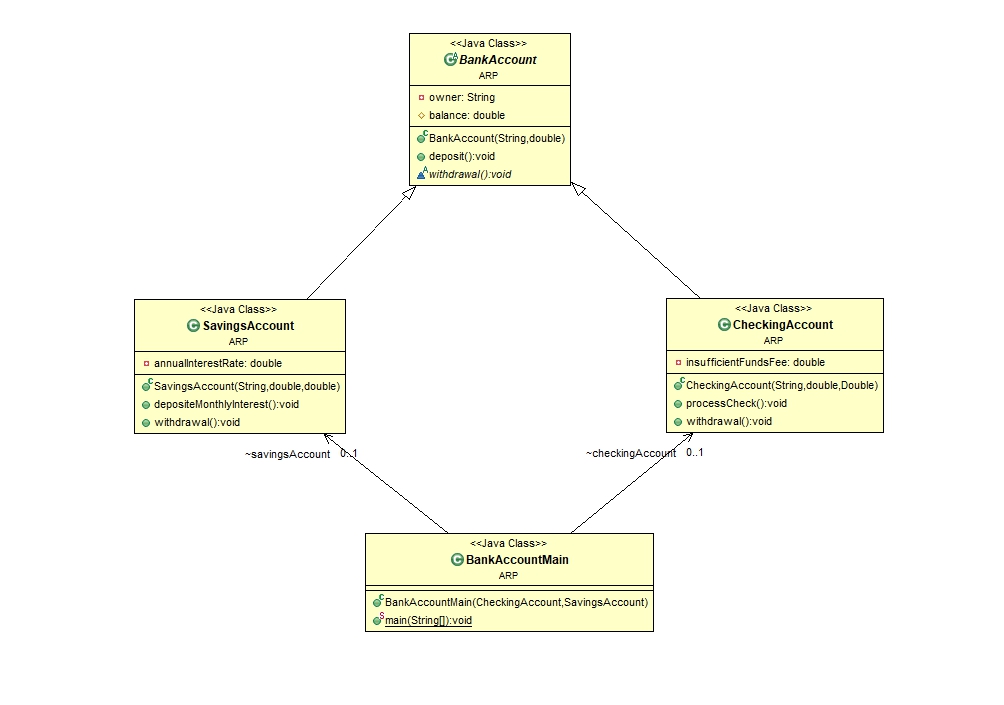 <<Java Class>>
BankAccount
ARP
owner: String
balance: double
BankAccount(String,double)
deposit():void
withdrawal():void
<<Java Class>>
SavingsAccount
ARP
annualInterestRate: double
SavingsAccount(String,double,double)
depositeMonthlyInterest():void
withdrawal():void
<<Java Class>>
CheckingAccount
ARP
insufficientFundsFee: double
CheckingAccount(String,double,Double)
processCheck():void
withdrawal():void
~savingsAccount 0..1
~checkingAccount 0..1
<<Java Class>>
BankAccountMain
ARP
BankAccountMain(CheckingAccount,SavingsAccount)
main(String[]):void